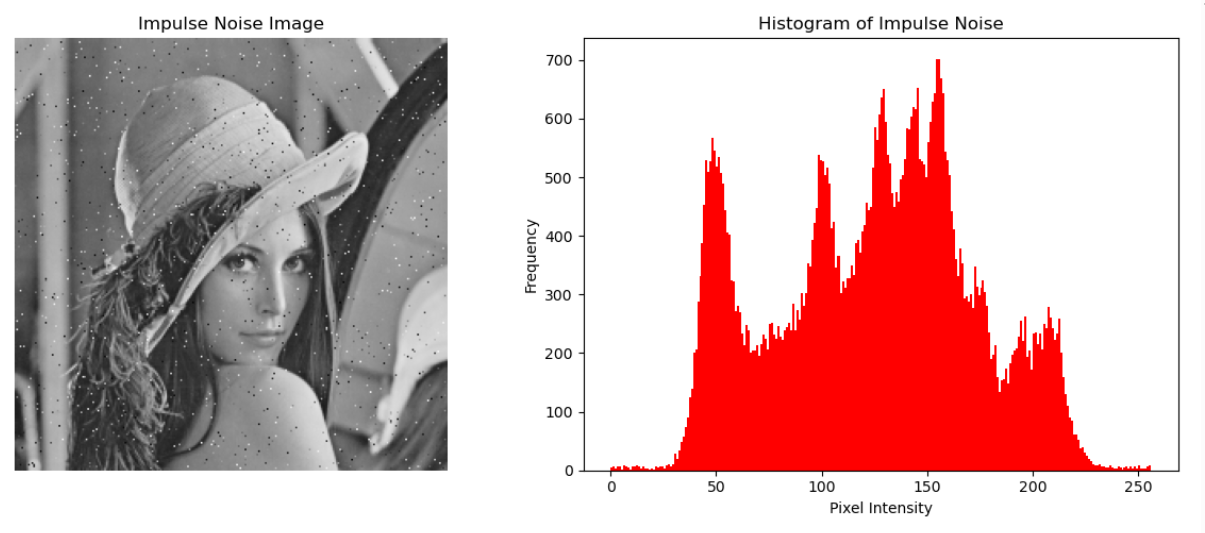 Impulse Noise Image
Histogram of Impulse Noise
700
600
500
400
300
200
100
0
Frequency
0 50 100 150 200 250
Pixel Intensity